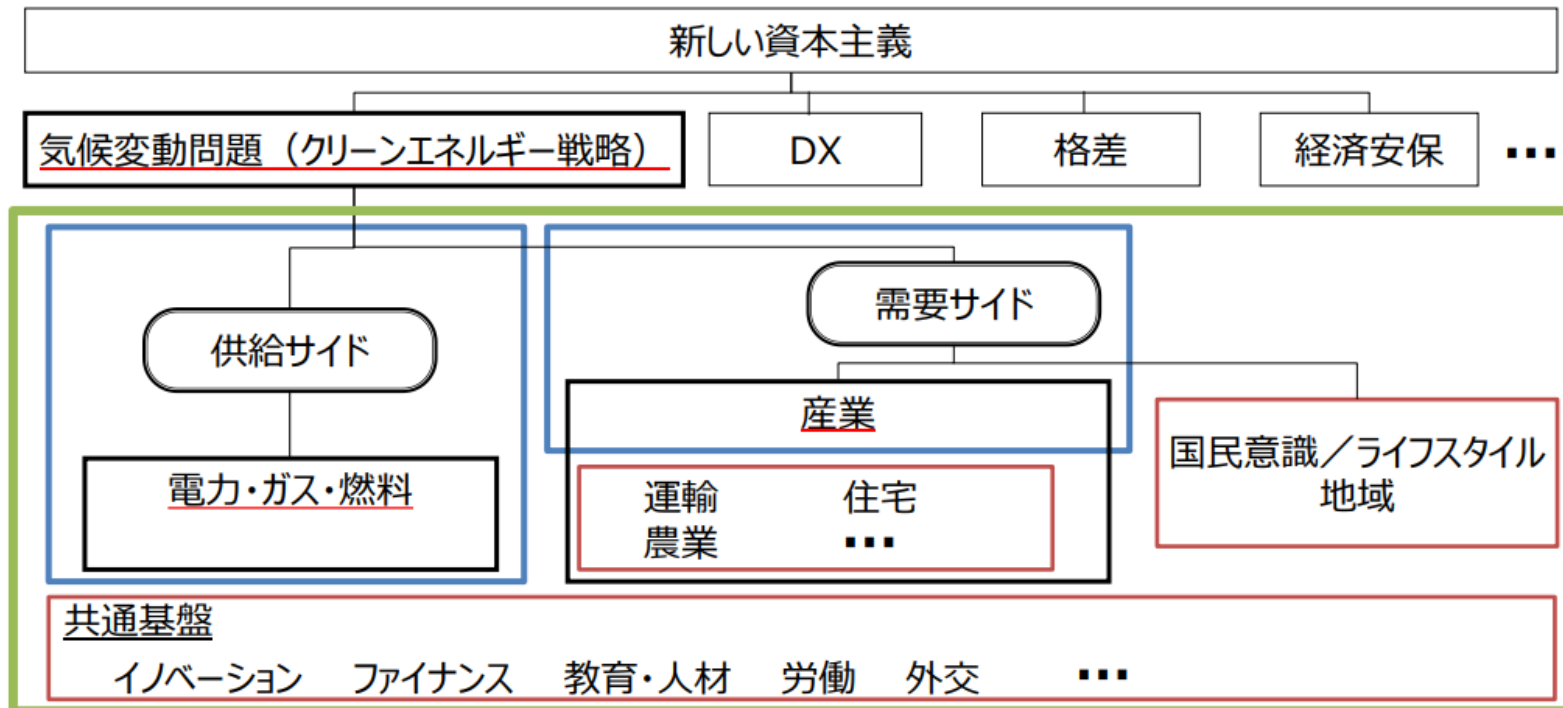 新しい資本主義
気候変動問題（クリーンエネルギー戦略）
DX
格差
経済安保
…
供給サイド
需要サイド
電力・ガス・燃料
産業
運輸 住宅
農業 …
国民意識／ライフスタイル
地域
共通基盤
イノベーション ファイナンス 教育・人材 労働 外交 …